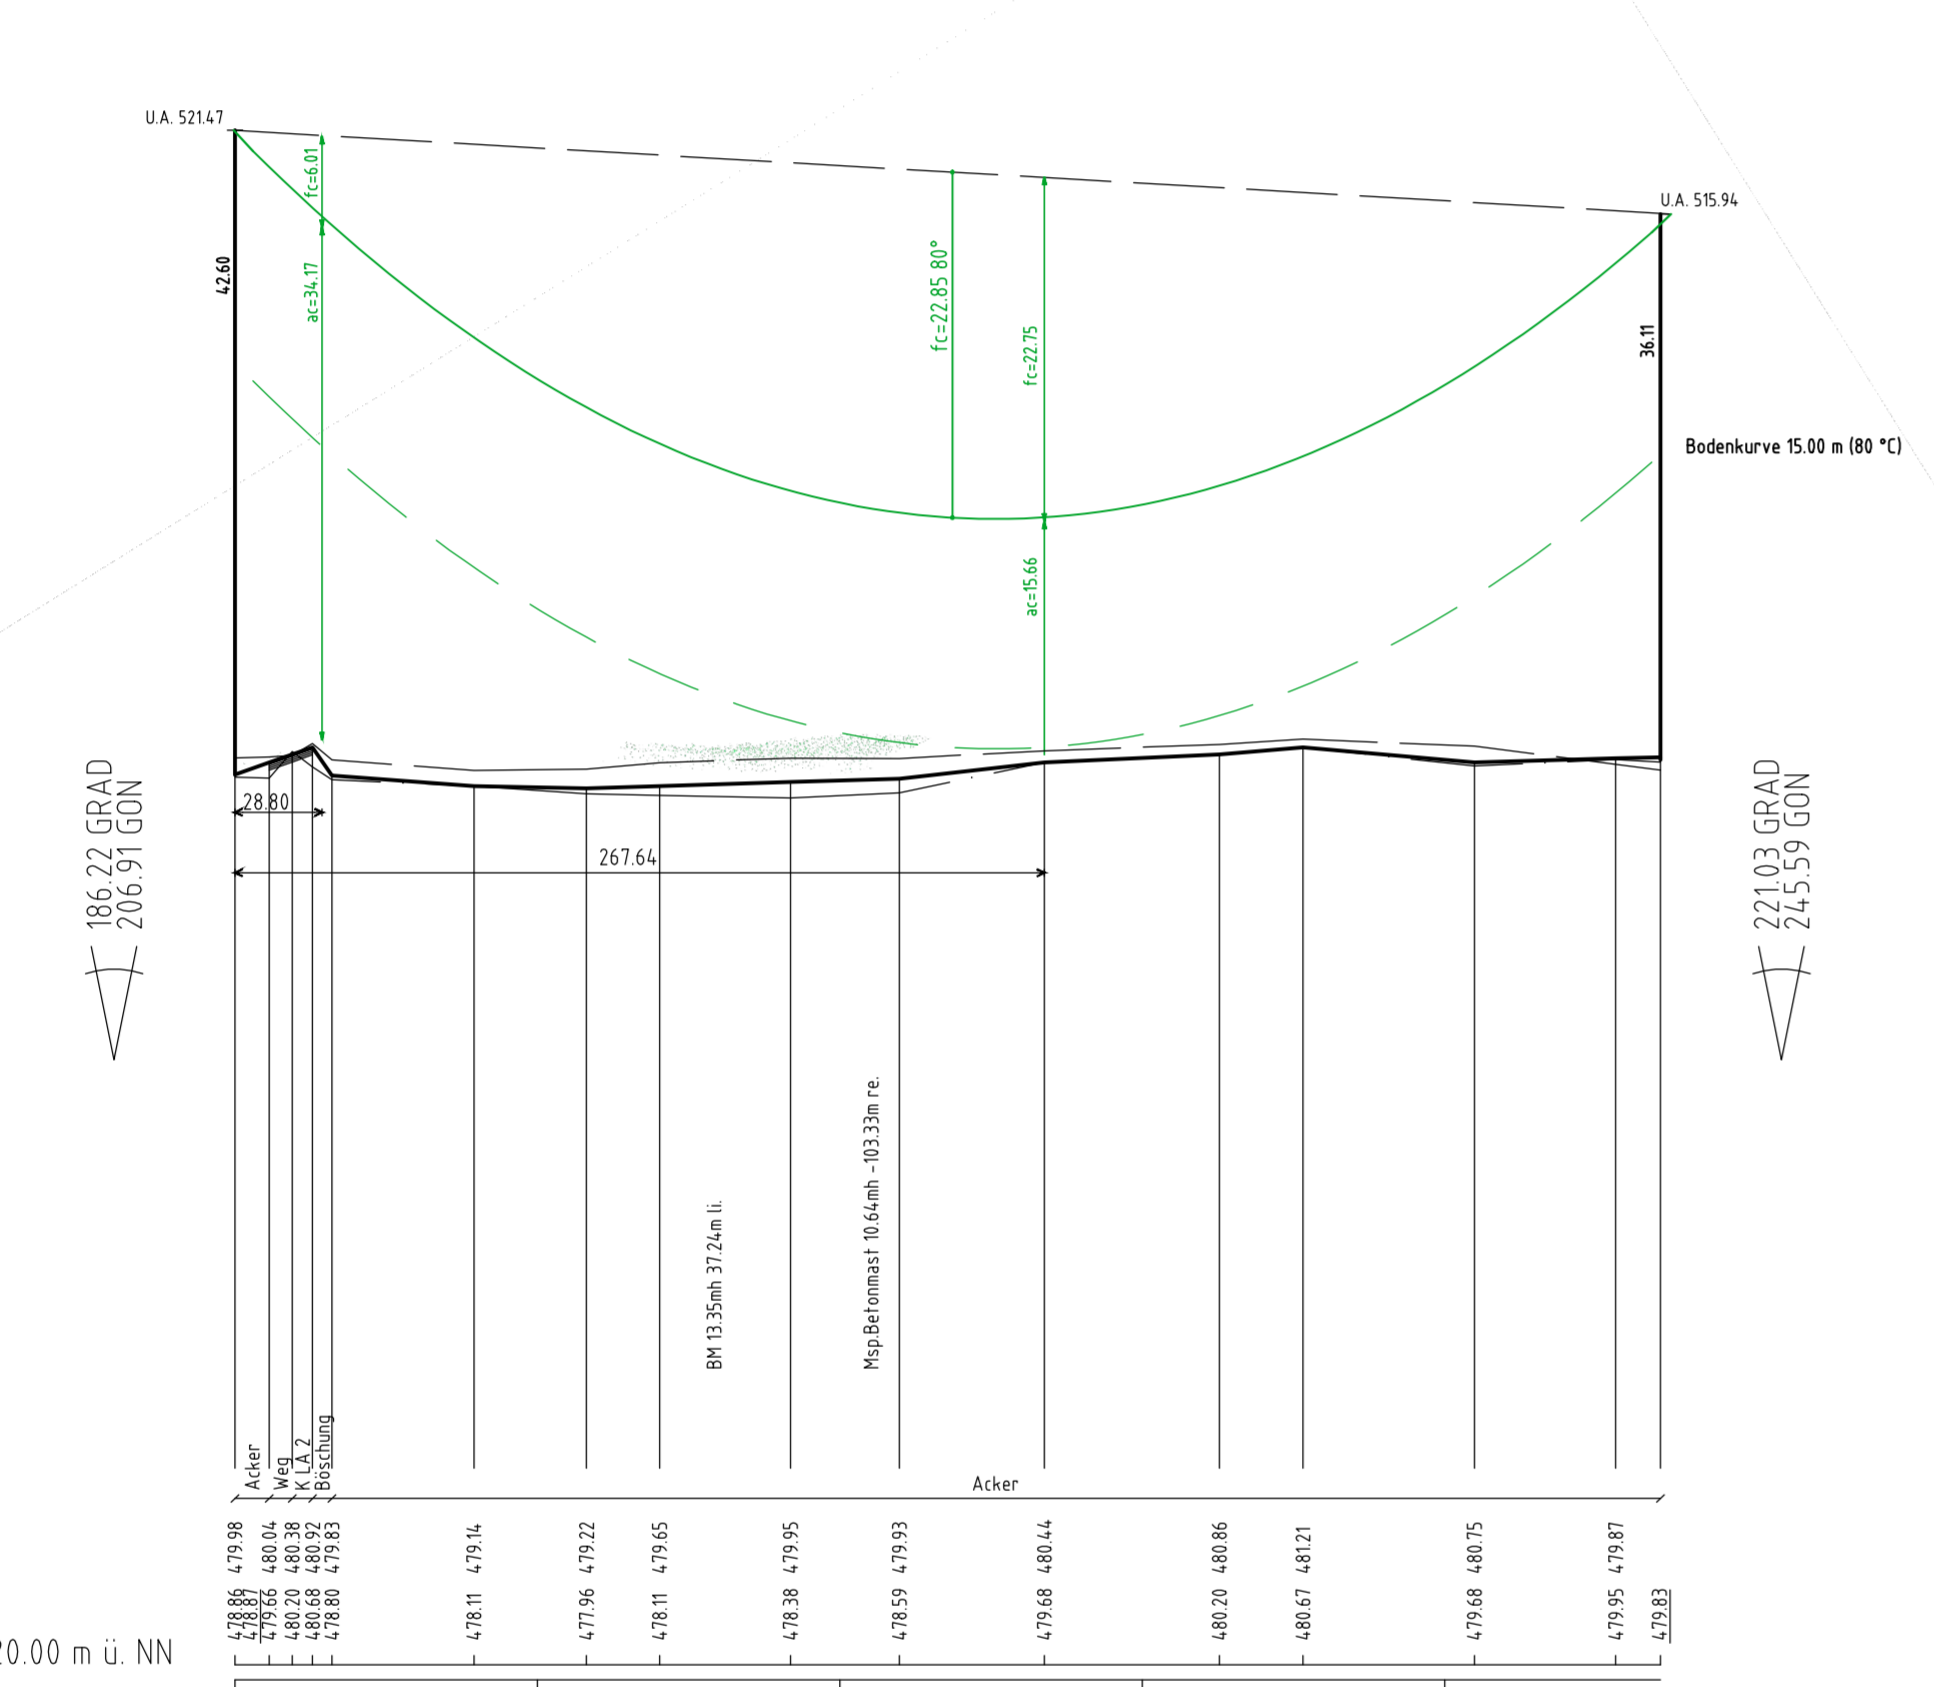 U.A. 521.47
U.A. 515.94
fc=6.01
ac=34.17
42.60
fc=22.85 80°
fc=22.75
ac=15.66
36.11
Bodenkurve 15.00 m (80 °C)
28.80
267.64
186.22 GRAD
206.91 GON
221.03 GRAD
245.59 GON
BM 13.35mh 37.24m li.
Msp.Betonmast 10.64mh -103.33m re.
Acker
Weg
K LA 2
Böschung
Acker
479.98
480.04
480.38
480.92
479.83
479.14
479.22
479.65
479.95
479.93
480.44
480.86
481.21
480.75
479.87
478.86
478.87
479.66
480.20
480.68
478.80
478.11
477.96
478.11
478.38
478.59
479.68
480.20
480.67
479.68
479.95
479.83
20.00 m ü. NN